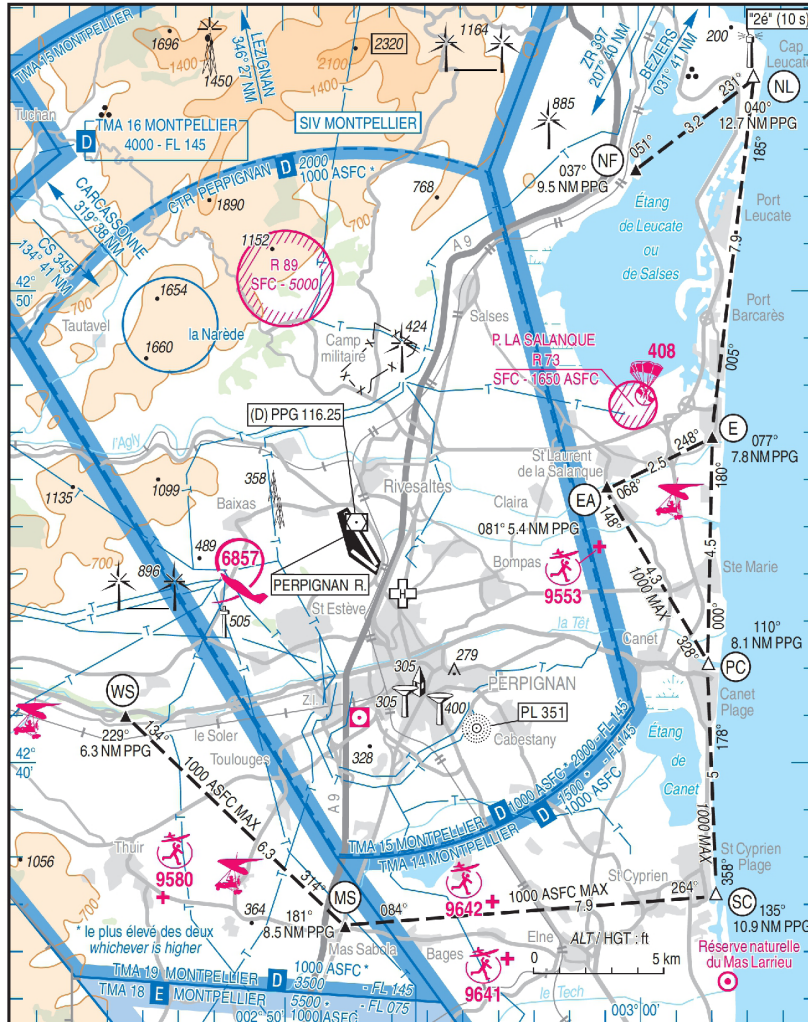 "2é" (10 s)
TMA 15 MONTPELLIER
1696
1450
LEZIGNAN
346° 27 NM
2320
2100
1400
1164
ZR 397
207° 40 NM
BEZIERS
031° 41 NM
200
Cap
Leucate
NL
040°
12.7 NM PPG
231°
3.2
051°
185°
Tuchan
D
TMA 16 MONTPELLIER
4000 - FL 145
SIV MONTPELLIER
1400
885
NF
037°
9.5 NM PPG
CTR PERPIGNAN
D
2000
1000 ASFC *
1890
768
700
Étang
de Leucate
ou
de Salses
Port
Leucate
7.9
CARCASSONNE
319° 38 NM
CS 345
134° 41 NM
1152
R 89
SFC - 5000
A 9
42°
50'
700
1654
1660
la Narède
Tautavel
Camp
militaire
424
Salses
Port
Barcarès
P. LA SALANQUE
R 73
SFC - 1650 ASFC
408
005°
(D) PPG 116.25
l'Agly
E
077°
7.8 NM PPG
248°
2.5
068°
180°
St Laurent
de la Salanque
1135
1099
358
Baixas
Rivesaltes
Claira
EA
081° 5.4 NM PPG
148°
4.3
1000 MAX
328°
4.5
700
489
6857
896
505
PERPIGNAN R.
St Estève
Bompas
9553
Ste Marie
000°
110°
8.1 NM PPG
la Têt
Canet
PC
Canet
Plage
279
305
305
400
PERPIGNAN
PL 351
Cabestany
Z.I.
328
WS
229°
6.3 NM PPG
134°
le Soler
Toulouges
42°
40'
1000 ASFC MAX
6.3
314°
A 9
Étang
de
Canet
178°
5
1000 MAX
358°
TMA 15 MONTPELLIER
D
1000 ASFC * 2000 - FL 145
TMA 14 MONTPELLIER
D
1500 * - FL 145
1000 ASFC
1056
Thuir
9580
364
MS
181°
8.5 NM PPG
Mas Sabola
084°
9642
1000 ASFC MAX
7.9
264°
St Cyprien
St Cyprien
Plage
SC
135°
10.9 NM PPG
* le plus élevé des deux
whichever is higher
Bages
Elne
9641
ALT / HGT : ft
0
5 km
Réserve naturelle
du Mas Larrieu
TMA 19 MONTPELLIER
D
1000 ASFC *
3500
- FL 145
TMA 18
E
MONTPELLIER
5500 *
1000 ASFC
- FL 075
le Tech
002° 50'
003° 00'